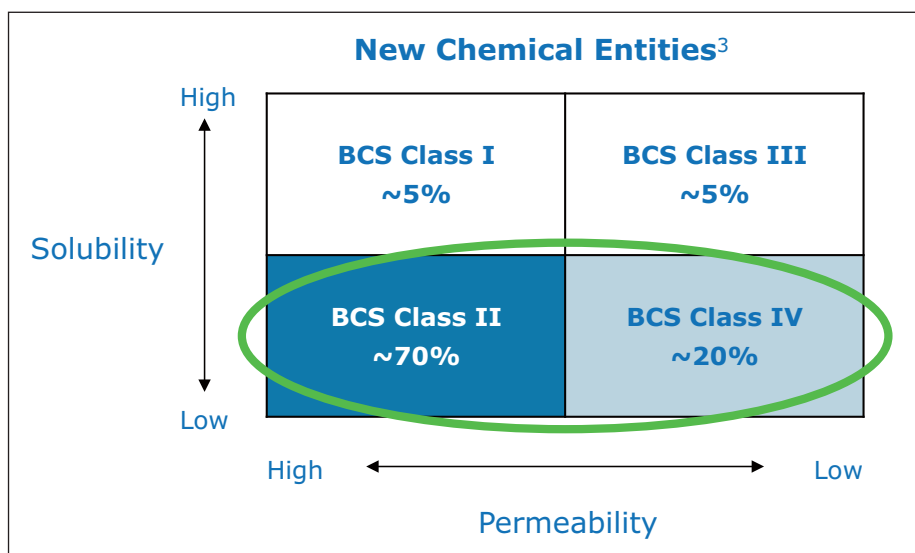 New Chemical Entities3
High
BCS Class I
~5%
BCS Class III
~5%
Solubility
BCS Class II
~70%
BCS Class IV
~20%
Low
High
Low
Permeability